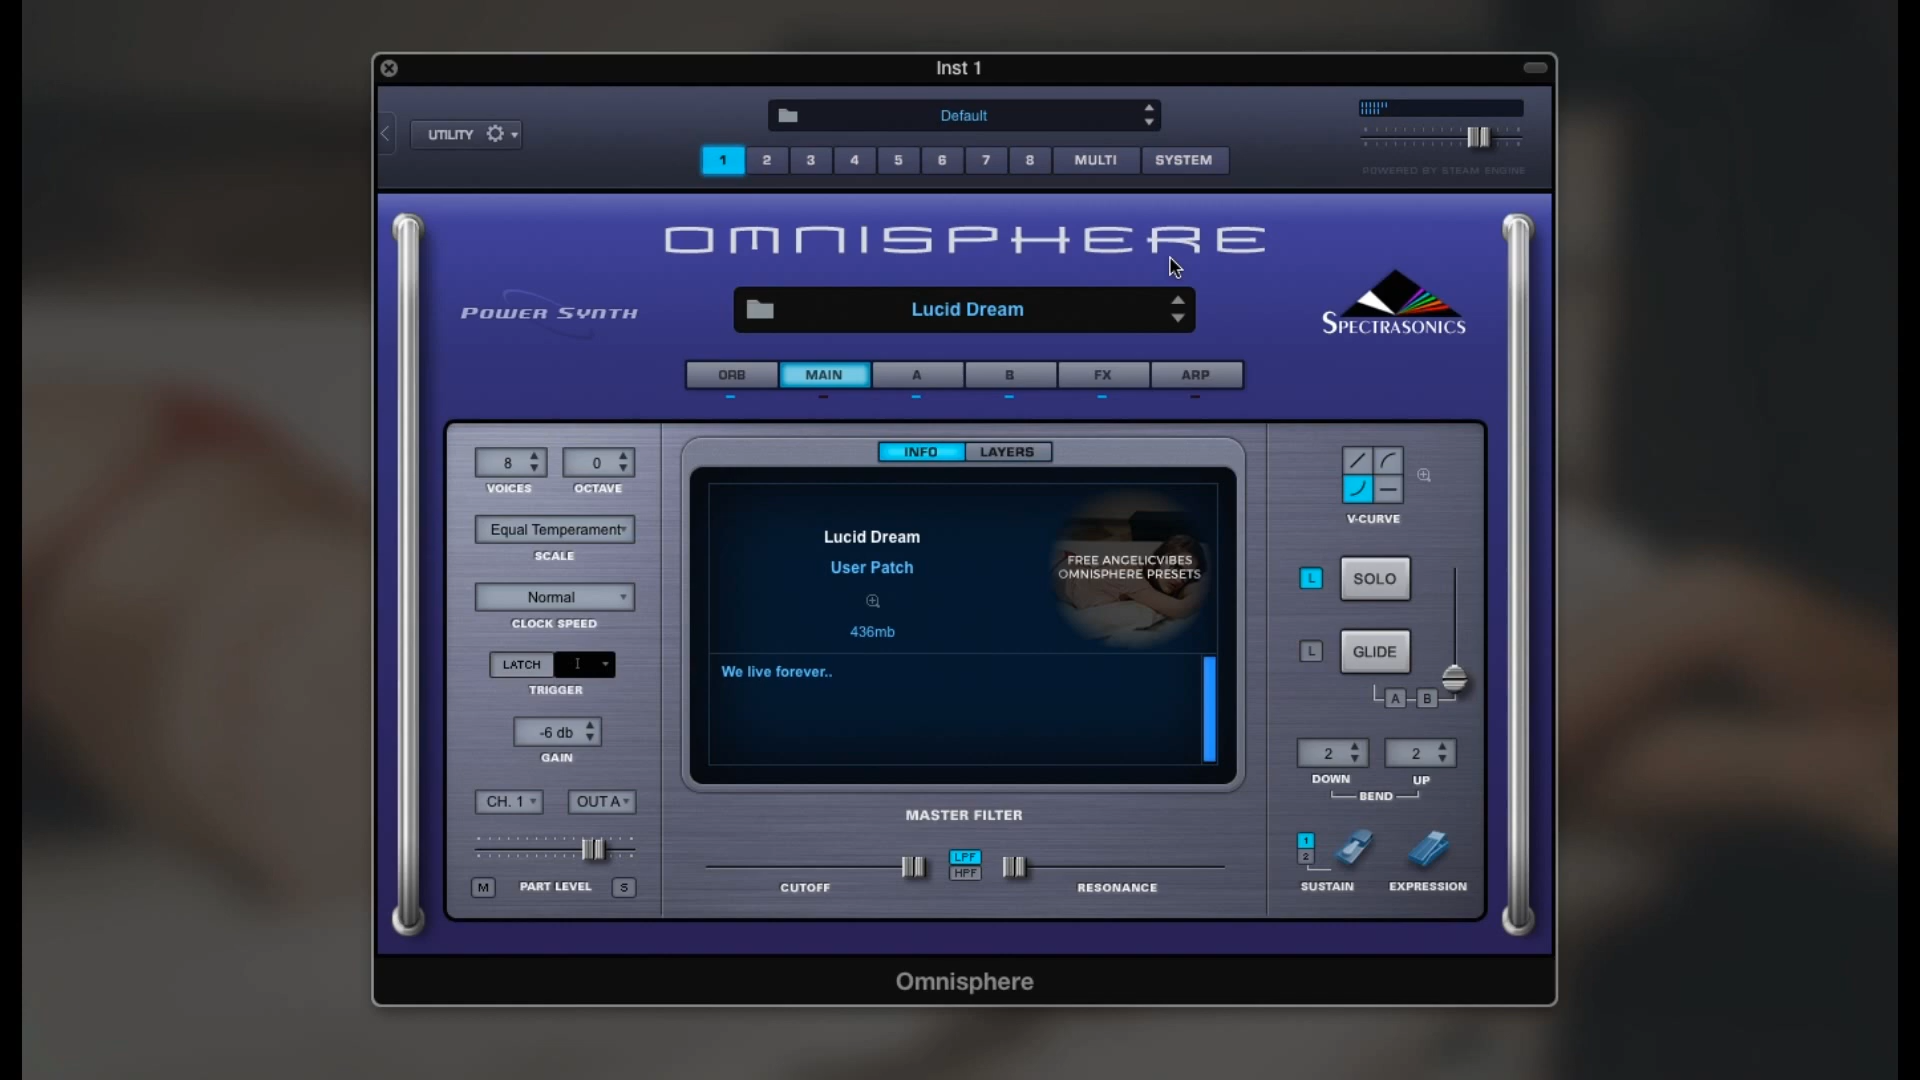 Inst 1
UTILITY
Default
1 2 3 4 5 6 7 8 MULTI SYSTEM
POWERED BY STEAM ENGINE
OMNISPHERE
POWER SYNTH
Lucid Dream
SPECTRASONICS
ORB MAIN A B FX ARP
INFO LAYERS
8 0
VOICES OCTAVE
Equal Temperament
SCALE
Normal
CLOCK SPEED
LATCH
TRIGGER
-6 db
GAIN
CH. 1 OUT A
M PART LEVEL S
Lucid Dream
User Patch
436mb
FREE ANGELICVIBES
OMNISPHERE PRESETS
We live forever..
MASTER FILTER
LPF
HPF
CUTOFF RESONANCE
V-CURVE
L SOLO
L GLIDE
A B
2 2
DOWN UP
BEND
1
2
SUSTAIN EXPRESSION
Omnisphere